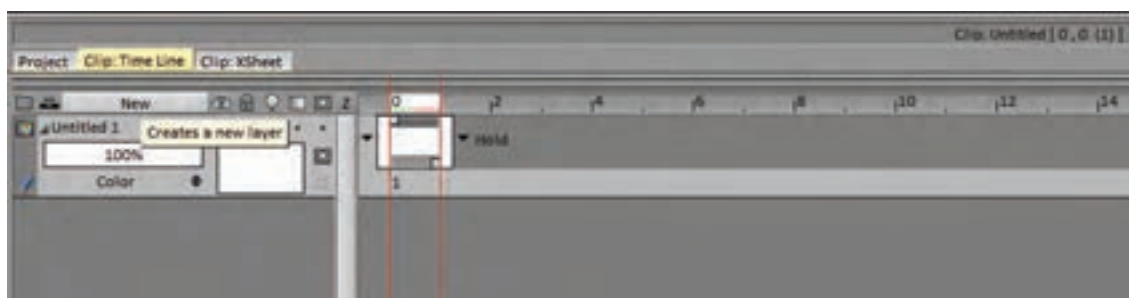 Clip: Untitled [ 0 , 0 (1) [
Project Clip: Time Line Clip: XSheet
New Z 0 2 4 6 8 10 12 14
Untitled 1 Creates a new layer Hold
100%
Color 1